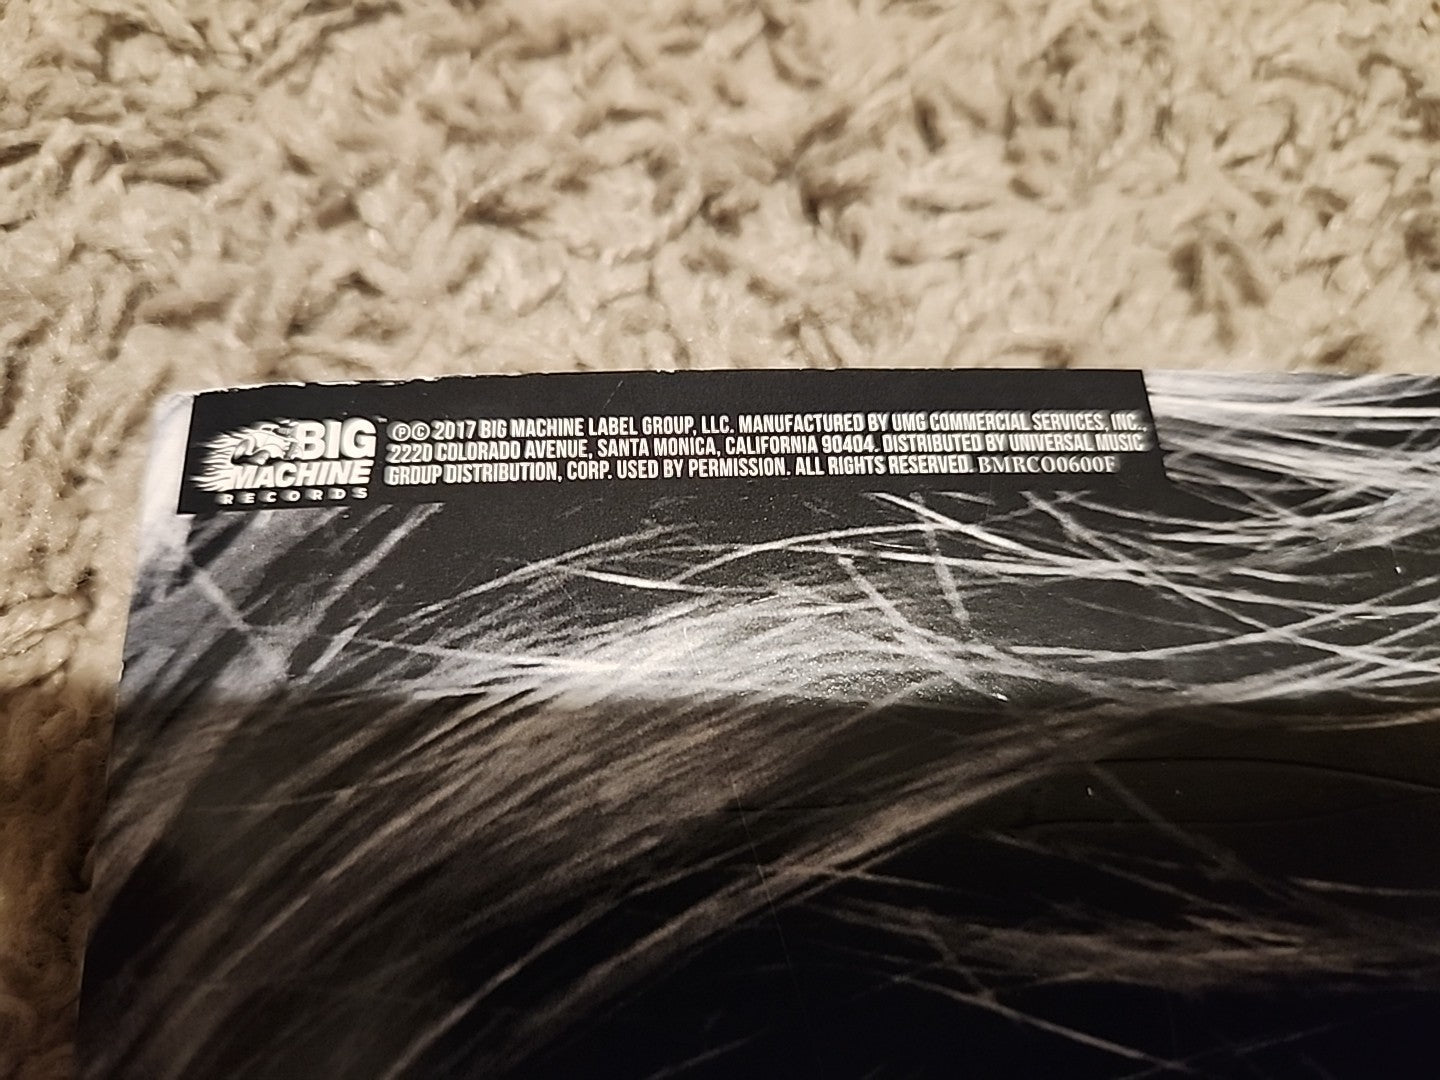 BIG™
MACHINE
RECORDS
℗© 2017 BIG MACHINE LABEL GROUP, LLC. MANUFACTURED BY UMG COMMERCIAL SERVICES, INC.,
2220 COLORADO AVENUE, SANTA MONICA, CALIFORNIA 90404. DISTRIBUTED BY UNIVERSAL MUSIC
GROUP DISTRIBUTION, CORP. USED BY PERMISSION. ALL RIGHTS RESERVED. BMRCO0600F